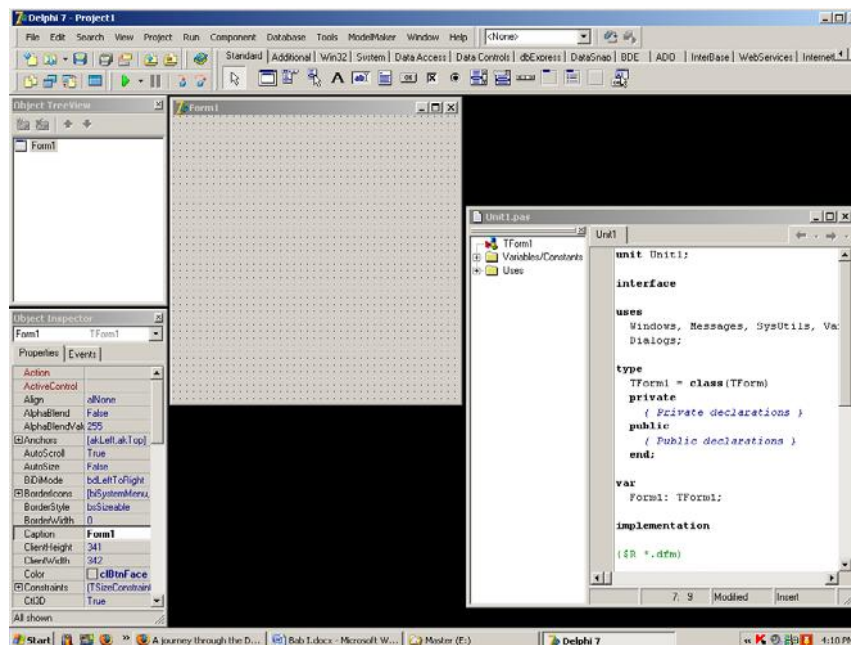 Delphi 7 - Project1
File Edit Search View Project Run Component Database Tools ModelMaker Window Help <None>
Standard Additional Win32 System Data Access Data Controls dbExpress DataSnap BDE ADO InterBase WebServices Internet
Object TreeView
Form1
Form1
Object Inspector
Form1 TForm1
Properties Events
Action
ActiveControl
Align alNone
AlphaBlend False
AlphaBlendVal 255
Anchors [akLeft,akTop]
AutoScroll True
AutoSize False
BiDiMode bdLeftToRight
BorderIcons [biSystemMenu,
BorderStyle bsSizeable
BorderWidth 0
Caption Form1
ClientHeight 341
ClientWidth 342
Color clBtnFace
Constraints (TSizeConstraint
Ctl3D True
All shown
Unit1.pas
TForm1
Variables/Constants
Uses
Unit1
unit Unit1;
interface
uses
Windows, Messages, SysUtils, Va
Dialogs;
type
TForm1 = class(TForm)
private
{ Private declarations }
public
{ Public declarations }
end;
var
Form1: TForm1;
implementation
{$R *.dfm}
7: 9 Modified Insert
Start A journey through the D... Bab I.docx - Microsoft W... Master (E:) Delphi 7 4:10 PM